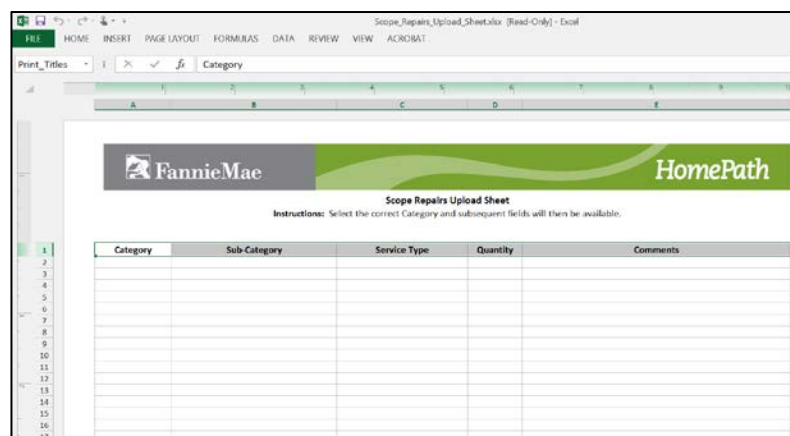 Scope_Repairs_Upload_Sheet.xlsx [Read-Only] - Excel
FILE HOME INSERT PAGE LAYOUT FORMULAS DATA REVIEW VIEW ACROBAT
Print_Titles fx Category
A B C D E
FannieMae HomePath
Scope Repairs Upload Sheet
Instructions: Select the correct Category and subsequent fields will then be available.
1 Category Sub-Category Service Type Quantity Comments
2
3
4
5
6
7
8
9
10
11
12
13
14
15
16